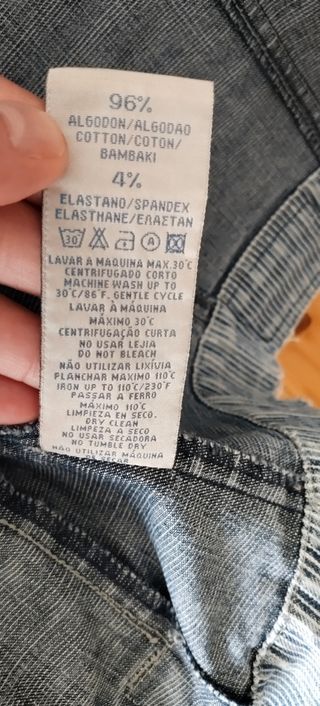 96%
ALGODON/ALGODAO
COTTON/COTON/
BAMBAKI
4%
ELASTANO/SPANDEX
ELASTHANE/ΕΛΑΣΤΑΝ
30 A
LAVAR A MAQUINA MAX.30°C
CENTRIFUGADO CORTO
MACHINE WASH UP TO
30°C/86°F. GENTLE CYCLE
LAVAR À MÁQUINA
MÁXIMO 30°C
CENTRIFUGAÇÃO CURTA
NO USAR LEJIA
DO NOT BLEACH
NÃO UTILIZAR LIXÍVIA
PLANCHAR MAXIMO 110°C
IRON UP TO 110°C/230°F
PASSAR A FERRO
MÁXIMO 110°C
LIMPIEZA EN SECO.
DRY CLEAN
LIMPEZA A SECO
NO USAR SECADORA
NO TUMBLE DRY
NÃO UTILIZAR MÁQUINA
DE SECAR